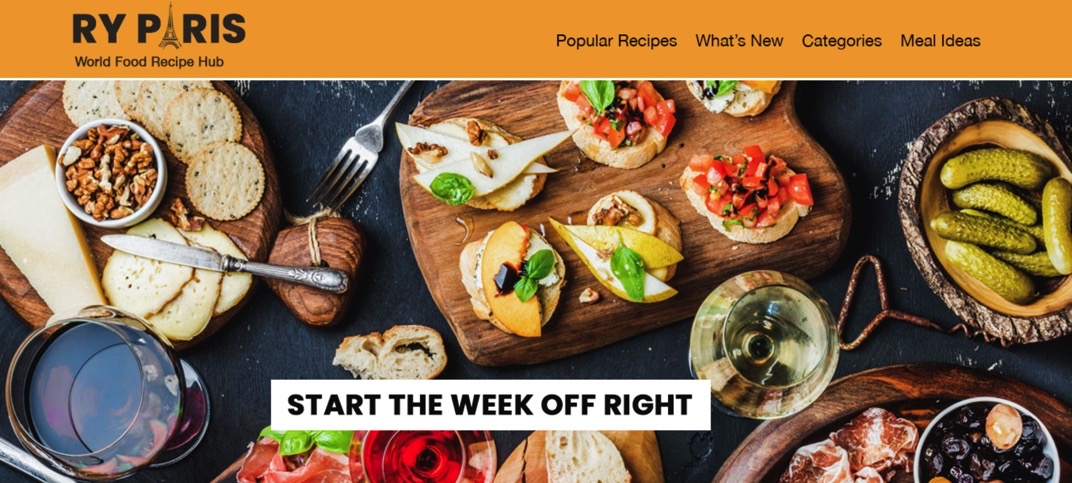 RY PARIS
World Food Recipe Hub
Popular Recipes What's New Categories Meal Ideas
START THE WEEK OFF RIGHT